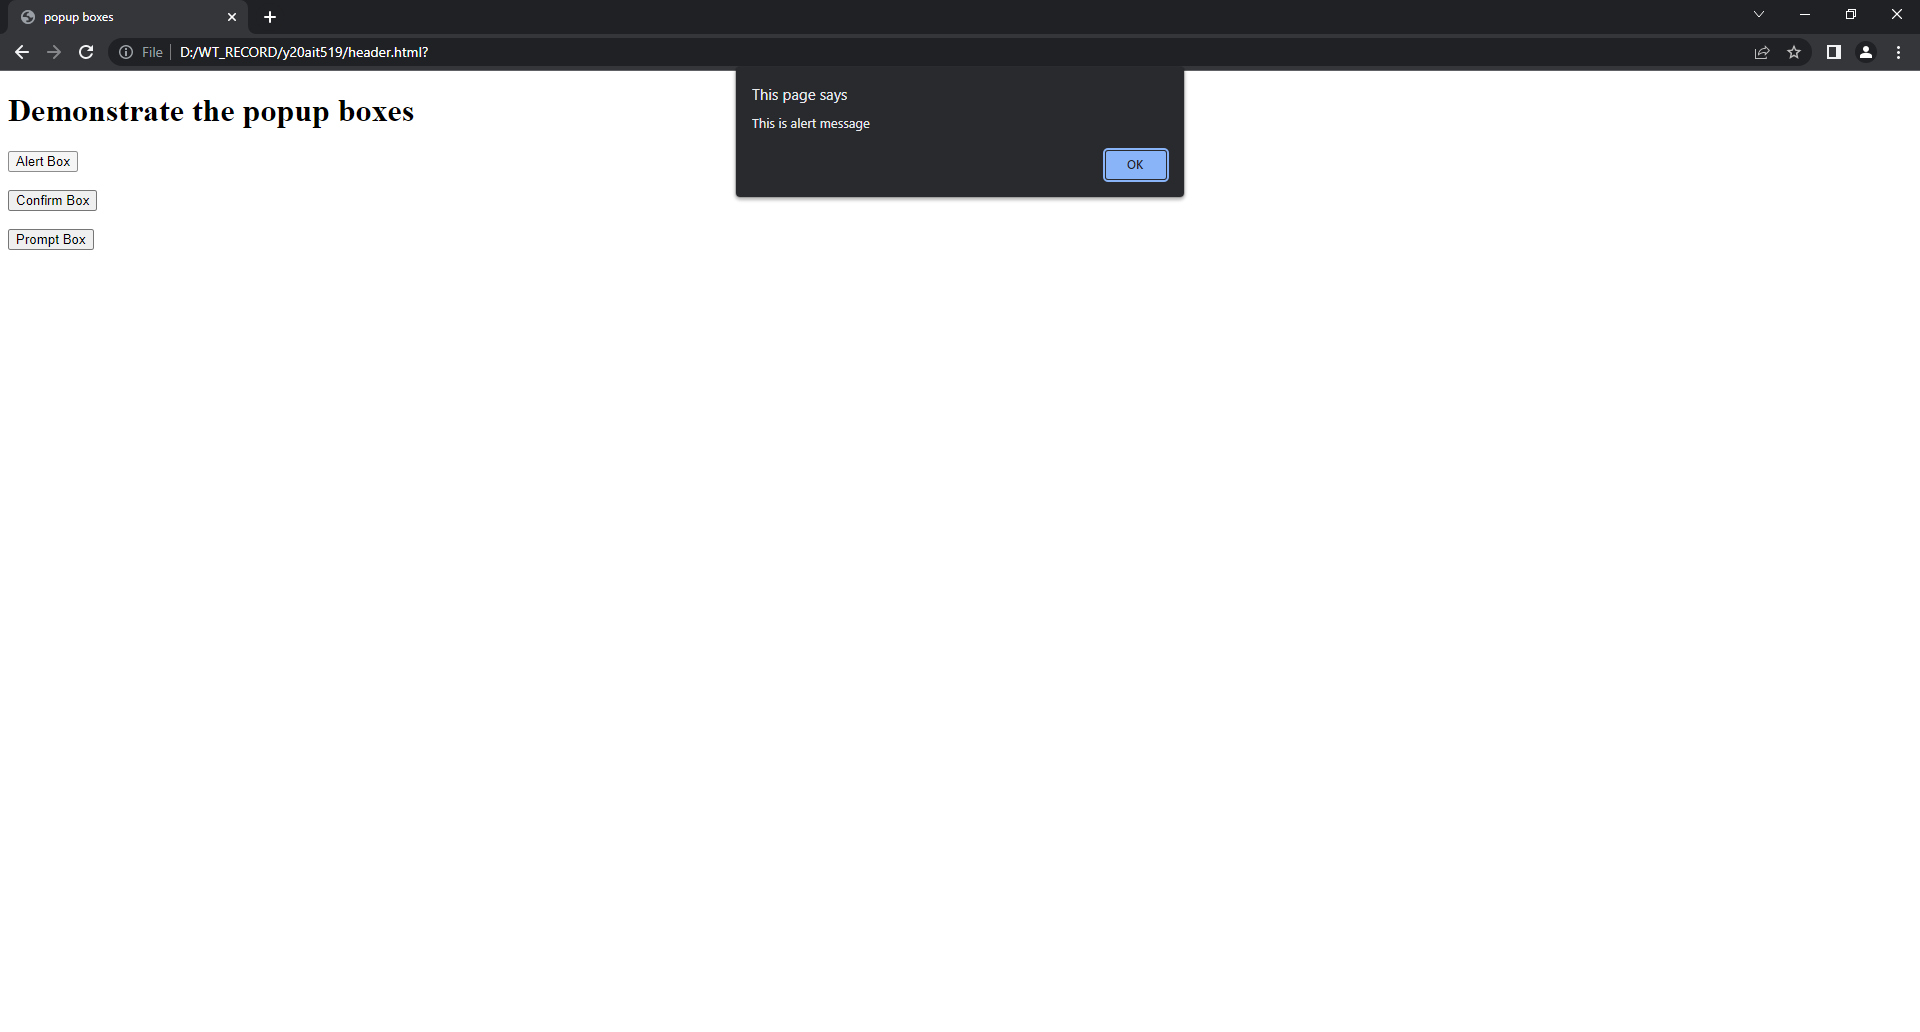 popup boxes
File D:/WT_RECORD/y20ait519/header.html?
This page says
This is alert message
OK
Demonstrate the popup boxes
Alert Box
Confirm Box
Prompt Box